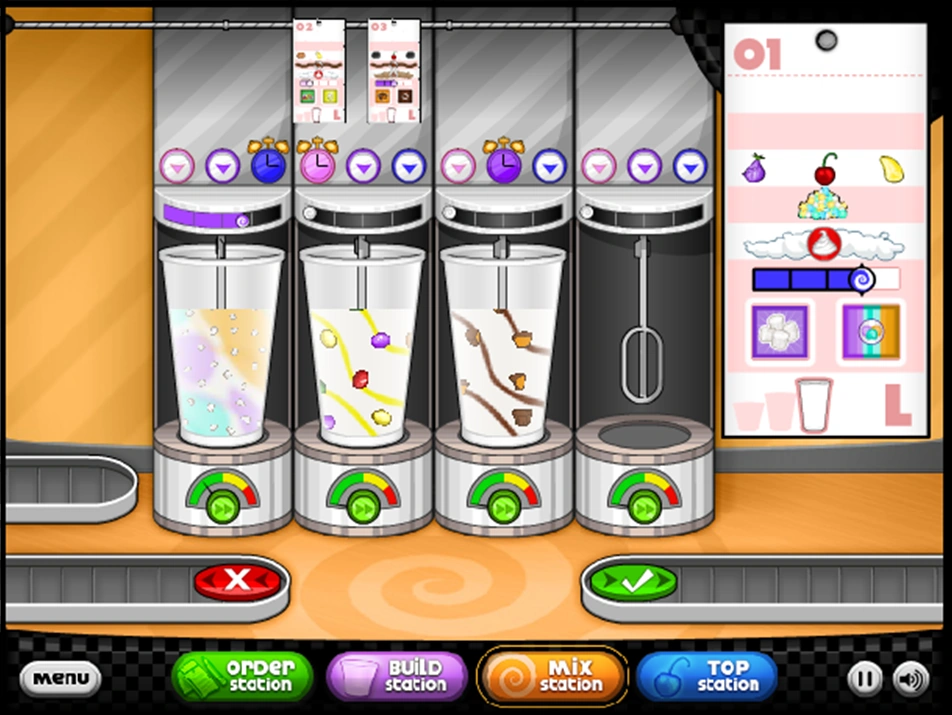 02
03
L
L
01
L
menu
ORDER
station
BUILD
station
MIX
station
TOP
station